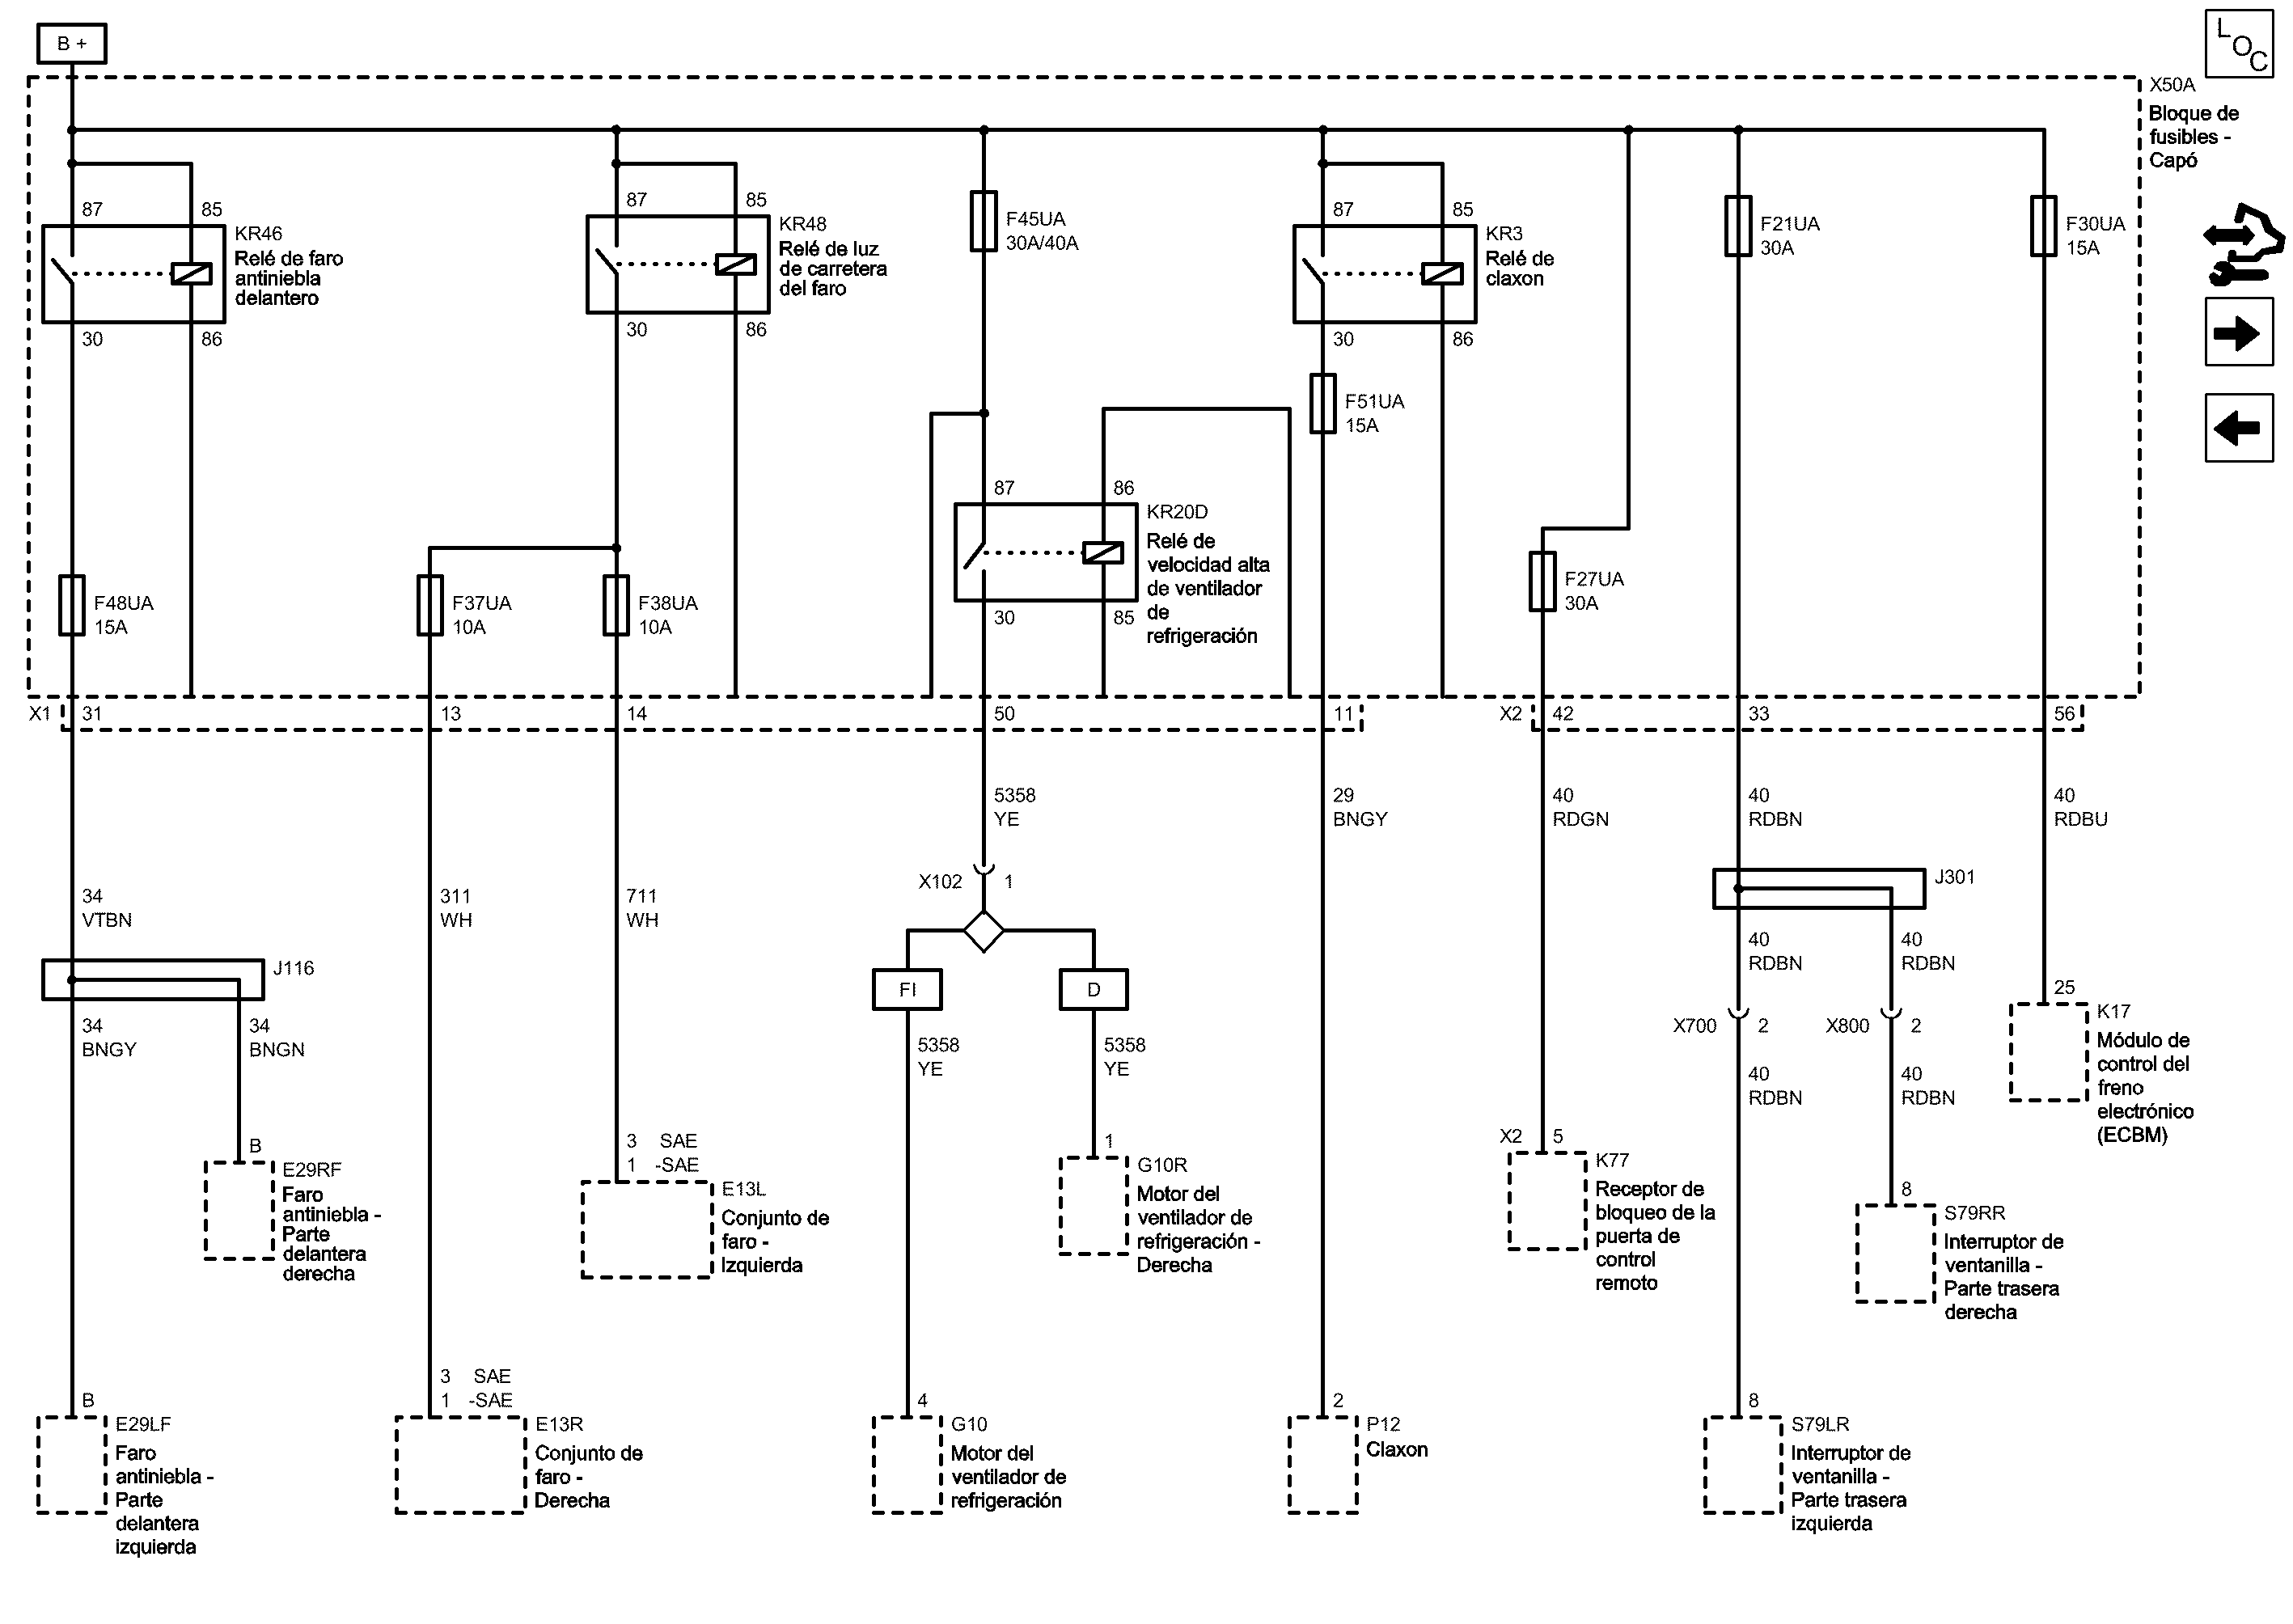 B +
L
O
C
X50A
Bloque de
fusibles -
Capó
87
85
KR46
Relé de faro
antiniebla
delantero
30
86
87
85
KR48
Relé de luz
de carretera
del faro
30
86
F45UA
30A/40A
87
85
KR3
Relé de
claxon
30
86
F51UA
15A
F21UA
30A
F30UA
15A
87
86
KR20D
Relé de
velocidad alta
de ventilador
de
refrigeración
30
85
F48UA
15A
F37UA
10A
F38UA
10A
F27UA
30A
X1
31
13
14
50
11
X2
42
33
56
5358
YE
29
BNGY
40
RDGN
40
RDBN
40
RDBU
X102
1
34
VTBN
311
WH
711
WH
J301
J116
FI
D
40
RDBN
40
RDBN
34
BNGY
34
BNGN
5358
YE
5358
YE
X700
2
X800
2
25
K17
Módulo de
control del
freno
electrónico
(ECBM)
40
RDBN
40
RDBN
B
E29RF
Faro
antiniebla -
Parte
delantera
derecha
3 SAE
1 -SAE
E13L
Conjunto de
faro -
Izquierda
1
G10R
Motor del
ventilador de
refrigeración -
Derecha
X2
5
K77
Receptor de
bloqueo de la
puerta de
control
remoto
8
S79RR
Interruptor de
ventanilla -
Parte trasera
derecha
B
E29LF
Faro
antiniebla -
Parte
delantera
izquierda
3 SAE
1 -SAE
E13R
Conjunto de
faro -
Derecha
4
G10
Motor del
ventilador de
refrigeración
2
P12
Claxon
8
S79LR
Interruptor de
ventanilla -
Parte trasera
izquierda